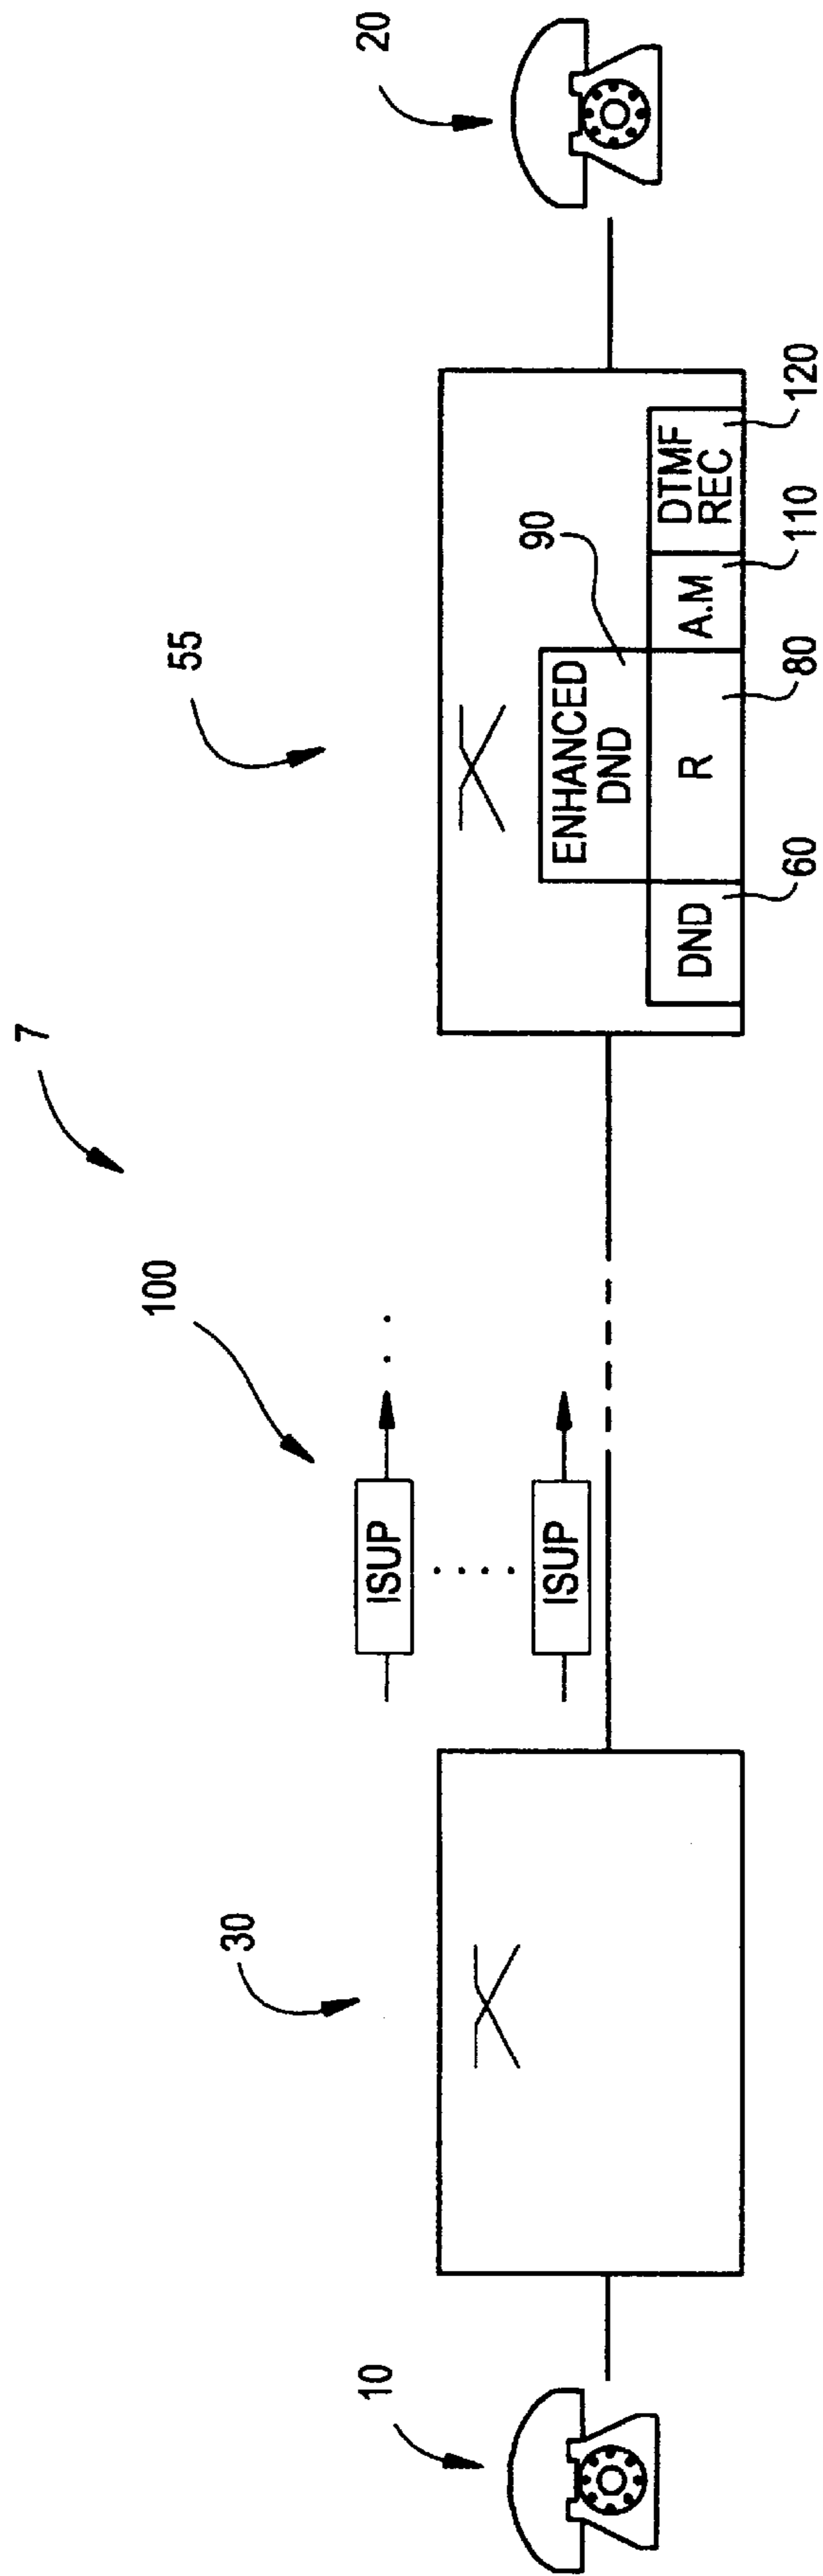 7
100
55
30
20
10
ISUP
ISUP
90
ENHANCED
DND
DND
R
A.M
DTMF
REC
60
80
110
120